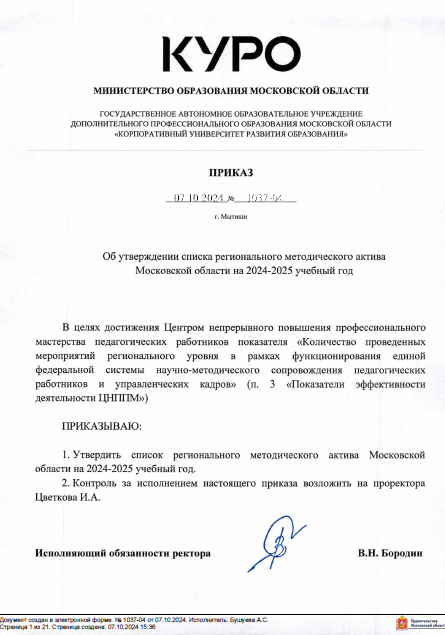 КУРО
МИНИСТЕРСТВО ОБРАЗОВАНИЯ МОСКОВСКОЙ ОБЛАСТИ
ГОСУДАРСТВЕННОЕ АВТОНОМНОЕ ОБРАЗОВАТЕЛЬНОЕ УЧРЕЖДЕНИЕ
ДОПОЛНИТЕЛЬНОГО ПРОФЕССИОНАЛЬНОГО ОБРАЗОВАНИЯ МОСКОВСКОЙ ОБЛАСТИ
«КОРПОРАТИВНЫЙ УНИВЕРСИТЕТ РАЗВИТИЯ ОБРАЗОВАНИЯ»
ПРИКАЗ
07.10.2024 № 1037-04
г. Мытищи
Об утверждении списка регионального методического актива
Московской области на 2024-2025 учебный год
В целях достижения Центром непрерывного повышения профессионального
мастерства педагогических работников показателя «Количество проведенных
мероприятий регионального уровня в рамках функционирования единой
федеральной системы научно-методического сопровождения педагогических
работников и управленческих кадров» (п. 3 «Показатели эффективности
деятельности ЦНППМ»)
ПРИКАЗЫВАЮ:
1. Утвердить список регионального методического актива Московской
области на 2024-2025 учебный год.
2. Контроль за исполнением настоящего приказа возложить на проректора
Цветкова И.А.
Исполняющий обязанности ректора В.Н. Бородин
Документ создан в электронной форме. № 1037-04 от 07.10.2024. Исполнитель: Бушуева А.С.
Страница 1 из 21. Страница создана: 07.10.2024 15:36
Правительство
Московской област